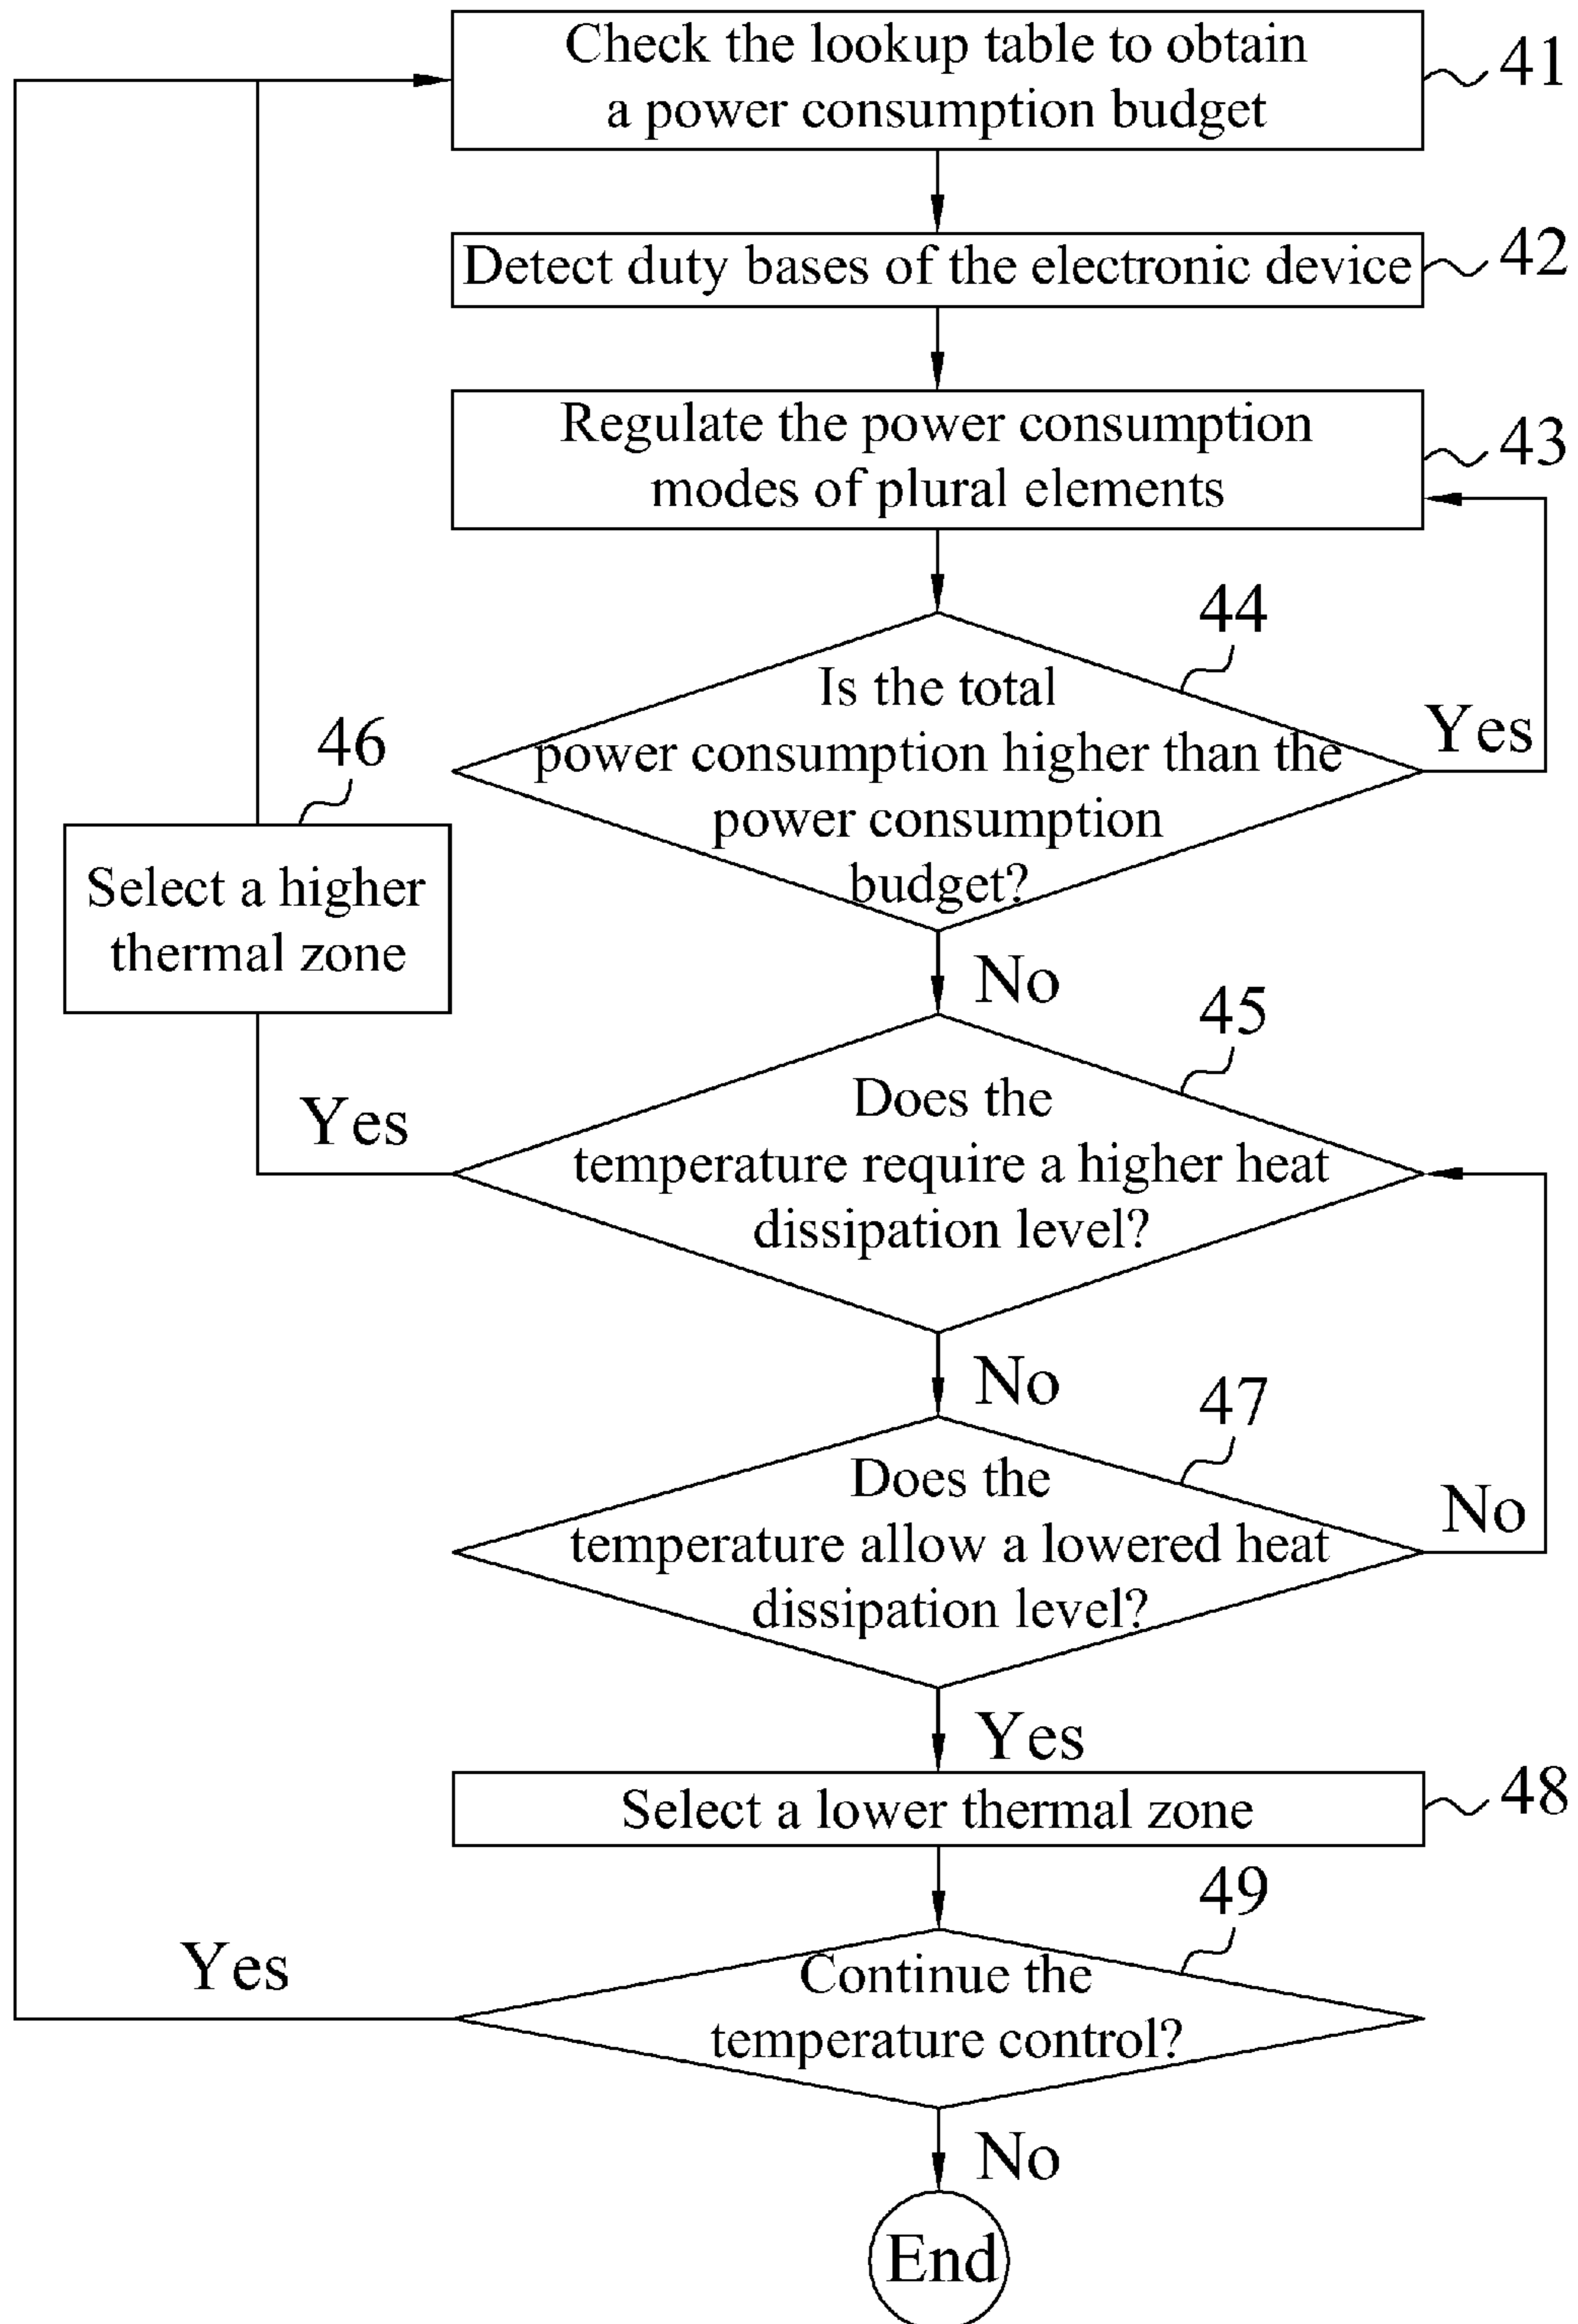 Check the lookup table to obtain
a power consumption budget
41
Detect duty bases of the electronic device
42
Regulate the power consumption
modes of plural elements
43
44
Is the total
power consumption higher than the
power consumption
budget?
Yes
46
Select a higher
thermal zone
No
45
Does the
temperature require a higher heat
dissipation level?
Yes
No
47
Does the
temperature allow a lowered heat
dissipation level?
No
Yes
Select a lower thermal zone
48
49
Continue the
temperature control?
Yes
No
End